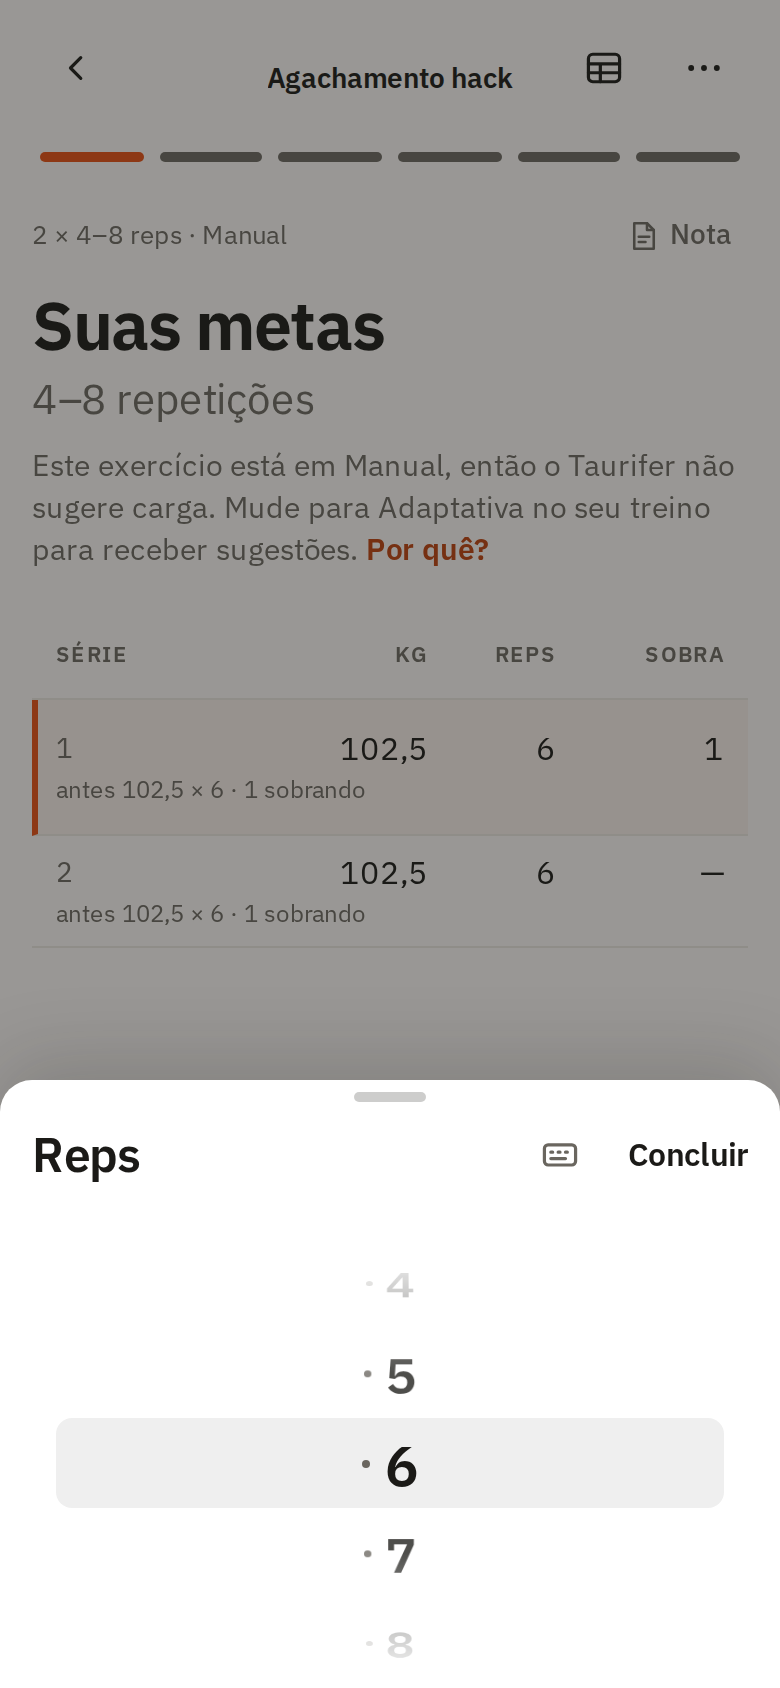 Agachamento hack
2 × 4–8 reps · Manual
Nota
Suas metas
4–8 repetições
Este exercício está em Manual, então o Taurifer não
sugere carga. Mude para Adaptativa no seu treino
para receber sugestões. Por quê?
SÉRIE KG REPS SOBRA
1 102,5 6 1
antes 102,5 × 6 · 1 sobrando
2 102,5 6 —
antes 102,5 × 6 · 1 sobrando
Reps
Concluir
· 4
· 5
· 6
· 7
· 8